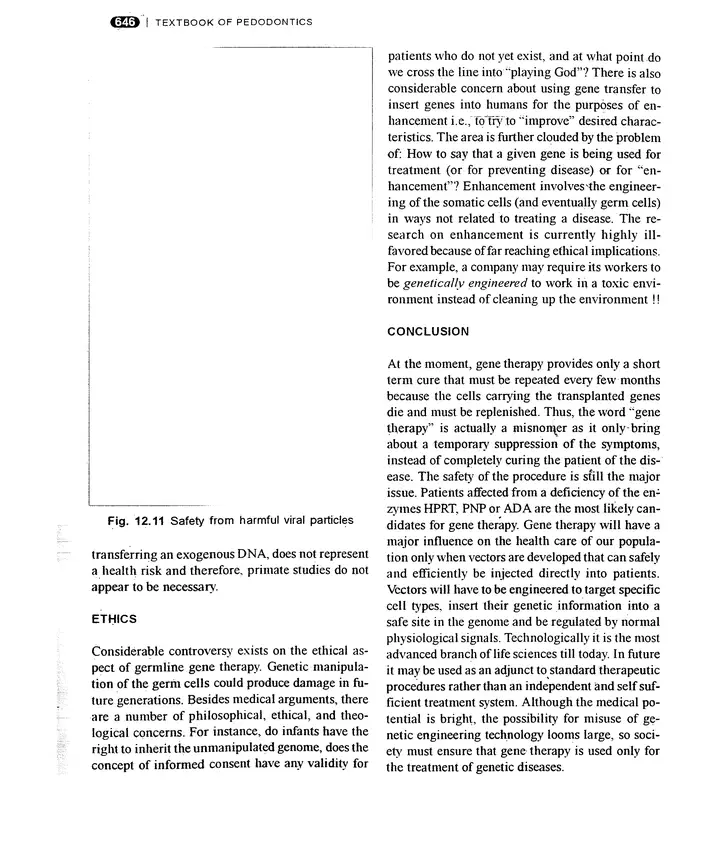 646 | TEXTBOOK OF PEDODONTICS
Fig. 12.11 Safety from harmful viral particles
transferring an exogenous DNA, does not represent
a health risk and therefore, primate studies do not
appear to be necessary.
ETHICS
Considerable controversy exists on the ethical as-
pect of germline gene therapy. Genetic manipula-
tion of the germ cells could produce damage in fu-
ture generations. Besides medical arguments, there
are a number of philosophical, ethical, and theo-
logical concerns. For instance, do infants have the
right to inherit the unmanipulated genome, does the
concept of informed consent have any validity for
patients who do not yet exist, and at what point do
we cross the line into “playing God”? There is also
considerable concern about using gene transfer to
insert genes into humans for the purposes of en-
hancement i.e., to try to “improve” desired charac-
teristics. The area is further clouded by the problem
of: How to say that a given gene is being used for
treatment (or for preventing disease) or for “en-
hancement”? Enhancement involves the engineer-
ing of the somatic cells (and eventually germ cells)
in ways not related to treating a disease. The re-
search on enhancement is currently highly ill-
favored because of far reaching ethical implications.
For example, a company may require its workers to
be genetically engineered to work in a toxic envi-
ronment instead of cleaning up the environment !!
CONCLUSION
At the moment, gene therapy provides only a short
term cure that must be repeated every few months
because the cells carrying the transplanted genes
die and must be replenished. Thus, the word “gene
therapy” is actually a misnomer as it only bring
about a temporary suppression of the symptoms,
instead of completely curing the patient of the dis-
ease. The safety of the procedure is still the major
issue. Patients affected from a deficiency of the en-
zymes HPRT, PNP or ADA are the most likely can-
didates for gene therapy. Gene therapy will have a
major influence on the health care of our popula-
tion only when vectors are developed that can safely
and efficiently be injected directly into patients.
Vectors will have to be engineered to target specific
cell types, insert their genetic information into a
safe site in the genome and be regulated by normal
physiological signals. Technologically it is the most
advanced branch of life sciences till today. In future
it may be used as an adjunct to standard therapeutic
procedures rather than an independent and self suf-
ficient treatment system. Although the medical po-
tential is bright, the possibility for misuse of ge-
netic engineering technology looms large, so soci-
ety must ensure that gene therapy is used only for
the treatment of genetic diseases.